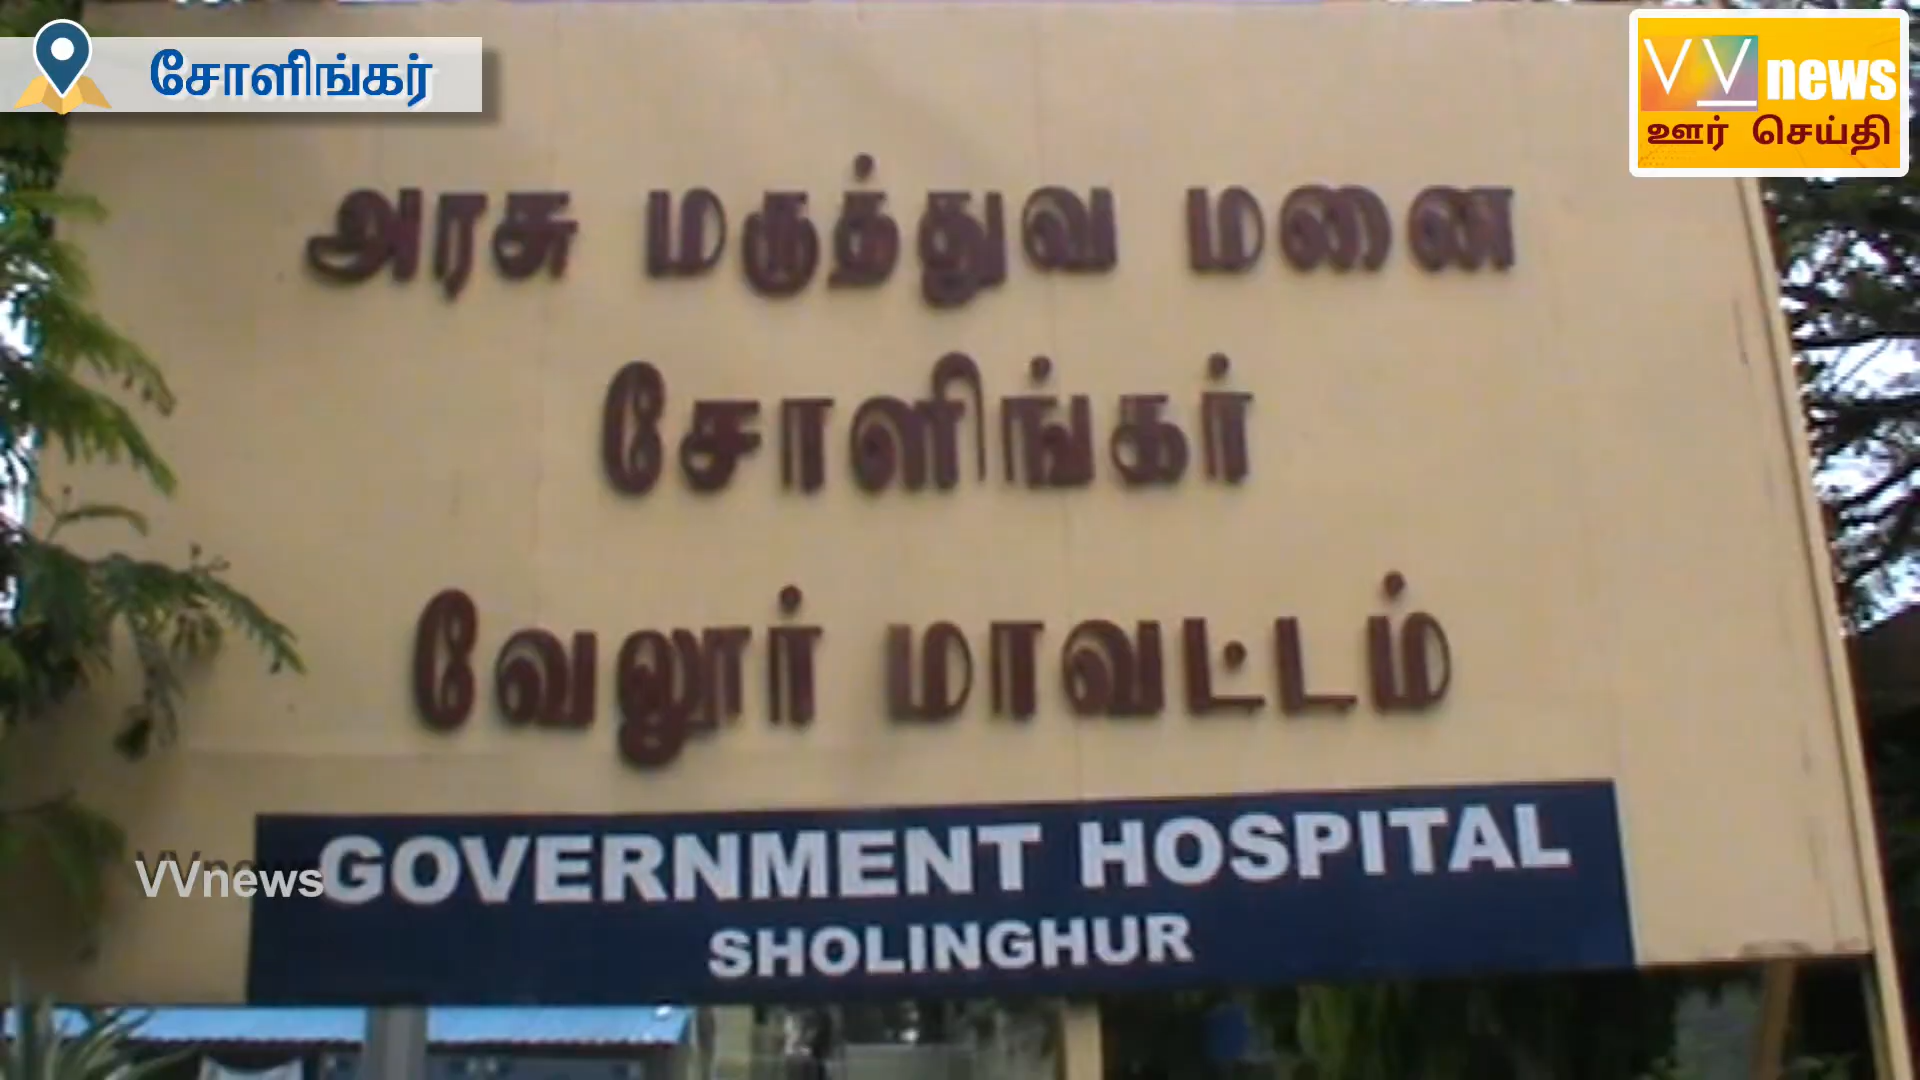 சோளிங்கர்
VV news
ஊர் செய்தி
அரசு மருத்துவ மனை
சோளிங்கர்
வேலூர் மாவட்டம்
GOVERNMENT HOSPITAL
SHOLINGHUR
VVnews